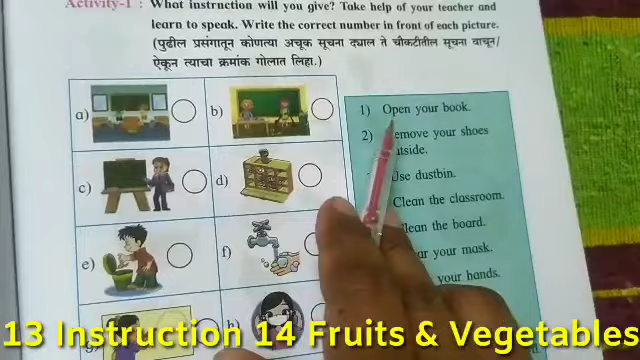 Activity-1 : What instruction will you give? Take help of your teacher and
learn to speak. Write the correct number in front of each picture.
(पुढील प्रसंगातून कोणत्या अचूक सूचना द्याल ते चौकटीतील सूचना वाचून/
ऐकून त्याचा क्रमांक गोलात लिहा.)
a)
b)
1) Open your book.
2) emove your shoes
utside.
c)
d)
Use dustbin.
Clean the classroom.
lean the board.
e)
f)
ar your mask.
your hands.
g)
h)
13 Instruction 14 Fruits & Vegetables